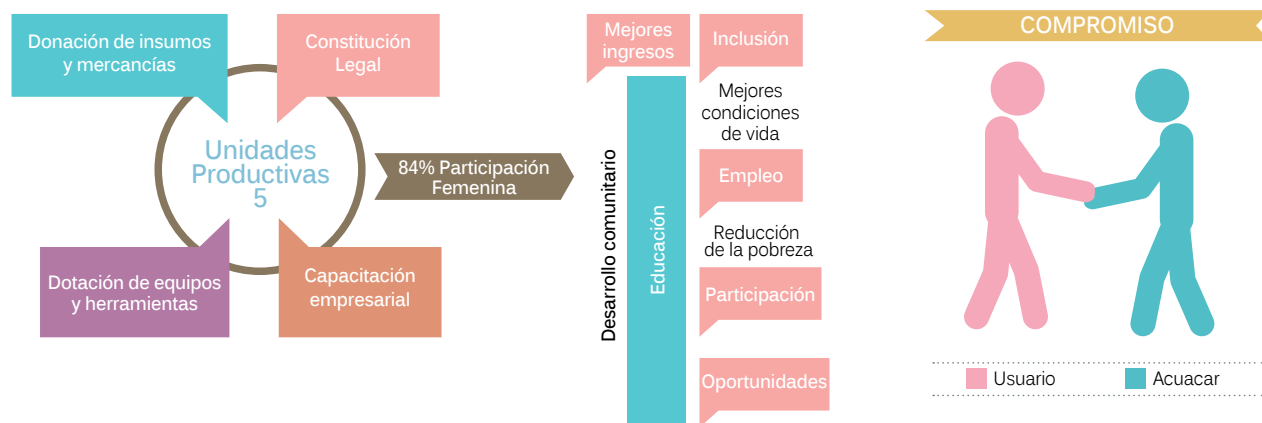 Donación de insumos
y mercancías
Constitución
Legal
Unidades
Productivas
5
Dotación de equipos
y herramientas
Capacitación
empresarial
84% Participación
Femenina
Mejores
ingresos
Desarrollo comunitario
Educación
Inclusión
Mejores
condiciones
de vida
Empleo
Reducción
de la pobreza
Participación
Oportunidades
COMPROMISO
Usuario
Acuacar